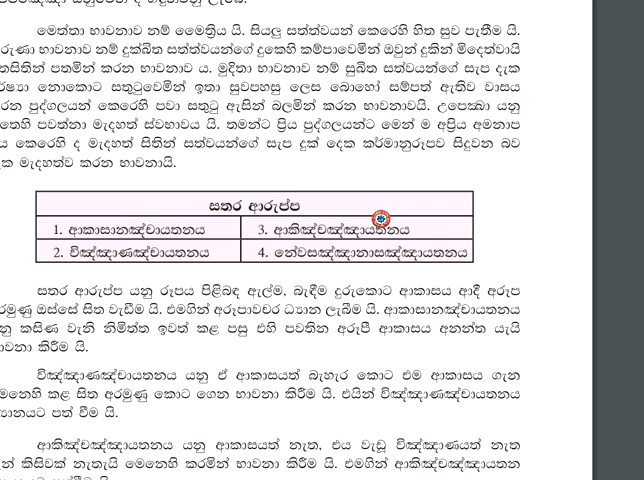 මෙත්තා භාවනාව නම් මෛත්‍රිය යි. සියලු සත්ත්වයන් කෙරෙහි හිත සුව පැතීම යි.
රුණා භාවනාව නම් දුක්ඛිත සත්ත්වයන්ගේ දුකෙහි කම්පාවෙමින් ඔවුන් දුකින් මිදෙත්වායි
තසිතින් පතමින් කරන භාවනාව ය. මුදිතා භාවනාව නම් සුඛිත සත්වයන්ගේ සැප දැක
ර්ෂ්‍යා නොකොට සතුටුවෙමින් ඉතා සුවපහසු ලෙස බොහෝ සම්පත් ඇතිව වාසය
රන පුද්ගලයන් කෙරෙහි පවා සතුටු ඇසින් බලමින් කරන භාවනාවයි. උපෙක්ඛා යනු
තෙහි පවත්නා මැදහත් ස්වභාවය යි. තමන්ට ප්‍රිය පුද්ගලයන්ට මෙන් ම අප්‍රිය අමනාප
ය කෙරෙහි ද මැදහත් සිතින් සත්වයන්ගේ සැප දුක් දෙක කර්මානුරූපව සිදුවන බව
ක මැදහත්ව කරන භාවනායි.
සතර ආරුප්ප
1. ආකාසානඤ්චායතනය 3. ආකිඤ්චඤ්ඤායතනය
2. විඤ්ඤාණඤ්චායතනය 4. නේවසඤ්ඤානාසඤ්ඤායතනය
සතර ආරුප්ප යනු රූපය පිළිබඳ ඇල්ම, බැඳීම දුරුකොට ආකාසය ආදී අරූප
රමුණු ඔස්සේ සිත වැඩීම යි. එමගින් අරූපාවචර ධ්‍යාන ලැබීම යි. ආකාසානඤ්චායතනය
නු කසිණ වැනි නිමිත්ත ඉවත් කළ පසු එහි පවතින අරූපී ආකාසය අනන්ත යැයි
ාවනා කිරීම යි.
විඤ්ඤාණඤ්චායතනය යනු ඒ ආකාසයත් බැහැර කොට එම ආකාසය ගැන
මෙනෙහි කළ සිත අරමුණු කොට ගෙන භාවනා කිරීම යි. එයින් විඤ්ඤාණඤ්චායතනය
්‍යානයට පත් වීම යි.
ආකිඤ්චඤ්ඤායතනය යනු ආකාසයත් නැත, එය වැඩූ විඤ්ඤාණයත් නැත
න් කිසිවක් නැතැයි මෙනෙහි කරමින් භාවනා කිරීම යි. එමගින් ආකිඤ්චඤ්ඤායතන